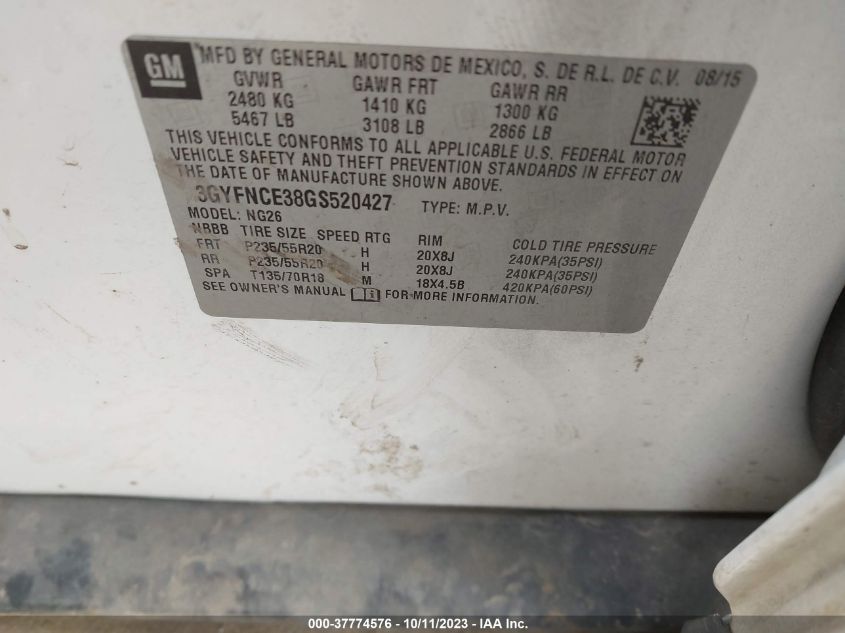 GM
MFD BY GENERAL MOTORS DE MEXICO, S. DE R.L. DE C.V. 08/15
GVWR GAWR FRT GAWR RR
2480 KG 1410 KG 1300 KG
5467 LB 3108 LB 2866 LB
THIS VEHICLE CONFORMS TO ALL APPLICABLE U.S. FEDERAL MOTOR
VEHICLE SAFETY AND THEFT PREVENTION STANDARDS IN EFFECT ON
THE DATE OF MANUFACTURE SHOWN ABOVE.
3GYFNCE38GS520427 TYPE: M.P.V.
MODEL: NG26
NBBB TIRE SIZE SPEED RTG RIM COLD TIRE PRESSURE
FRT P235/55R20 H 20X8J 240KPA(35PSI)
RR P235/55R20 H 20X8J 240KPA(35PSI)
SPA T135/70R18 M 18X4.5B 420KPA(60PSI)
SEE OWNER'S MANUAL FOR MORE INFORMATION.
000-37774576 - 10/11/2023 - IAA Inc.